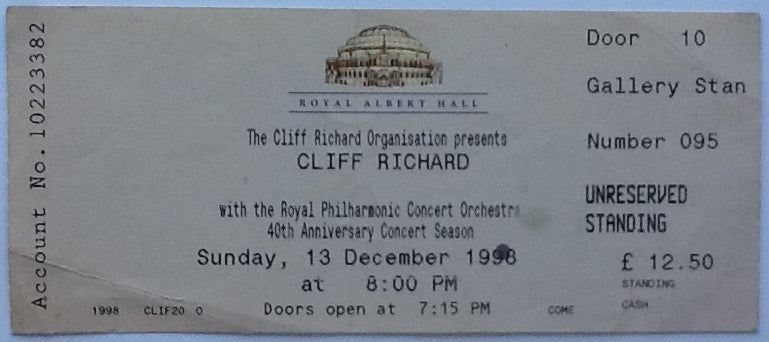 Account No. 10223382
ROYAL ALBERT HALL
The Cliff Richard Organisation presents
CLIFF RICHARD
with the Royal Philharmonic Concert Orchestra
40th Anniversary Concert Season
Sunday, 13 December 1998
at 8:00 PM
Doors open at 7:15 PM
1998 CLIF20 0
COME
Door 10
Gallery Stan
Number 095
UNRESERVED
STANDING
£ 12.50
STANDING
CASH